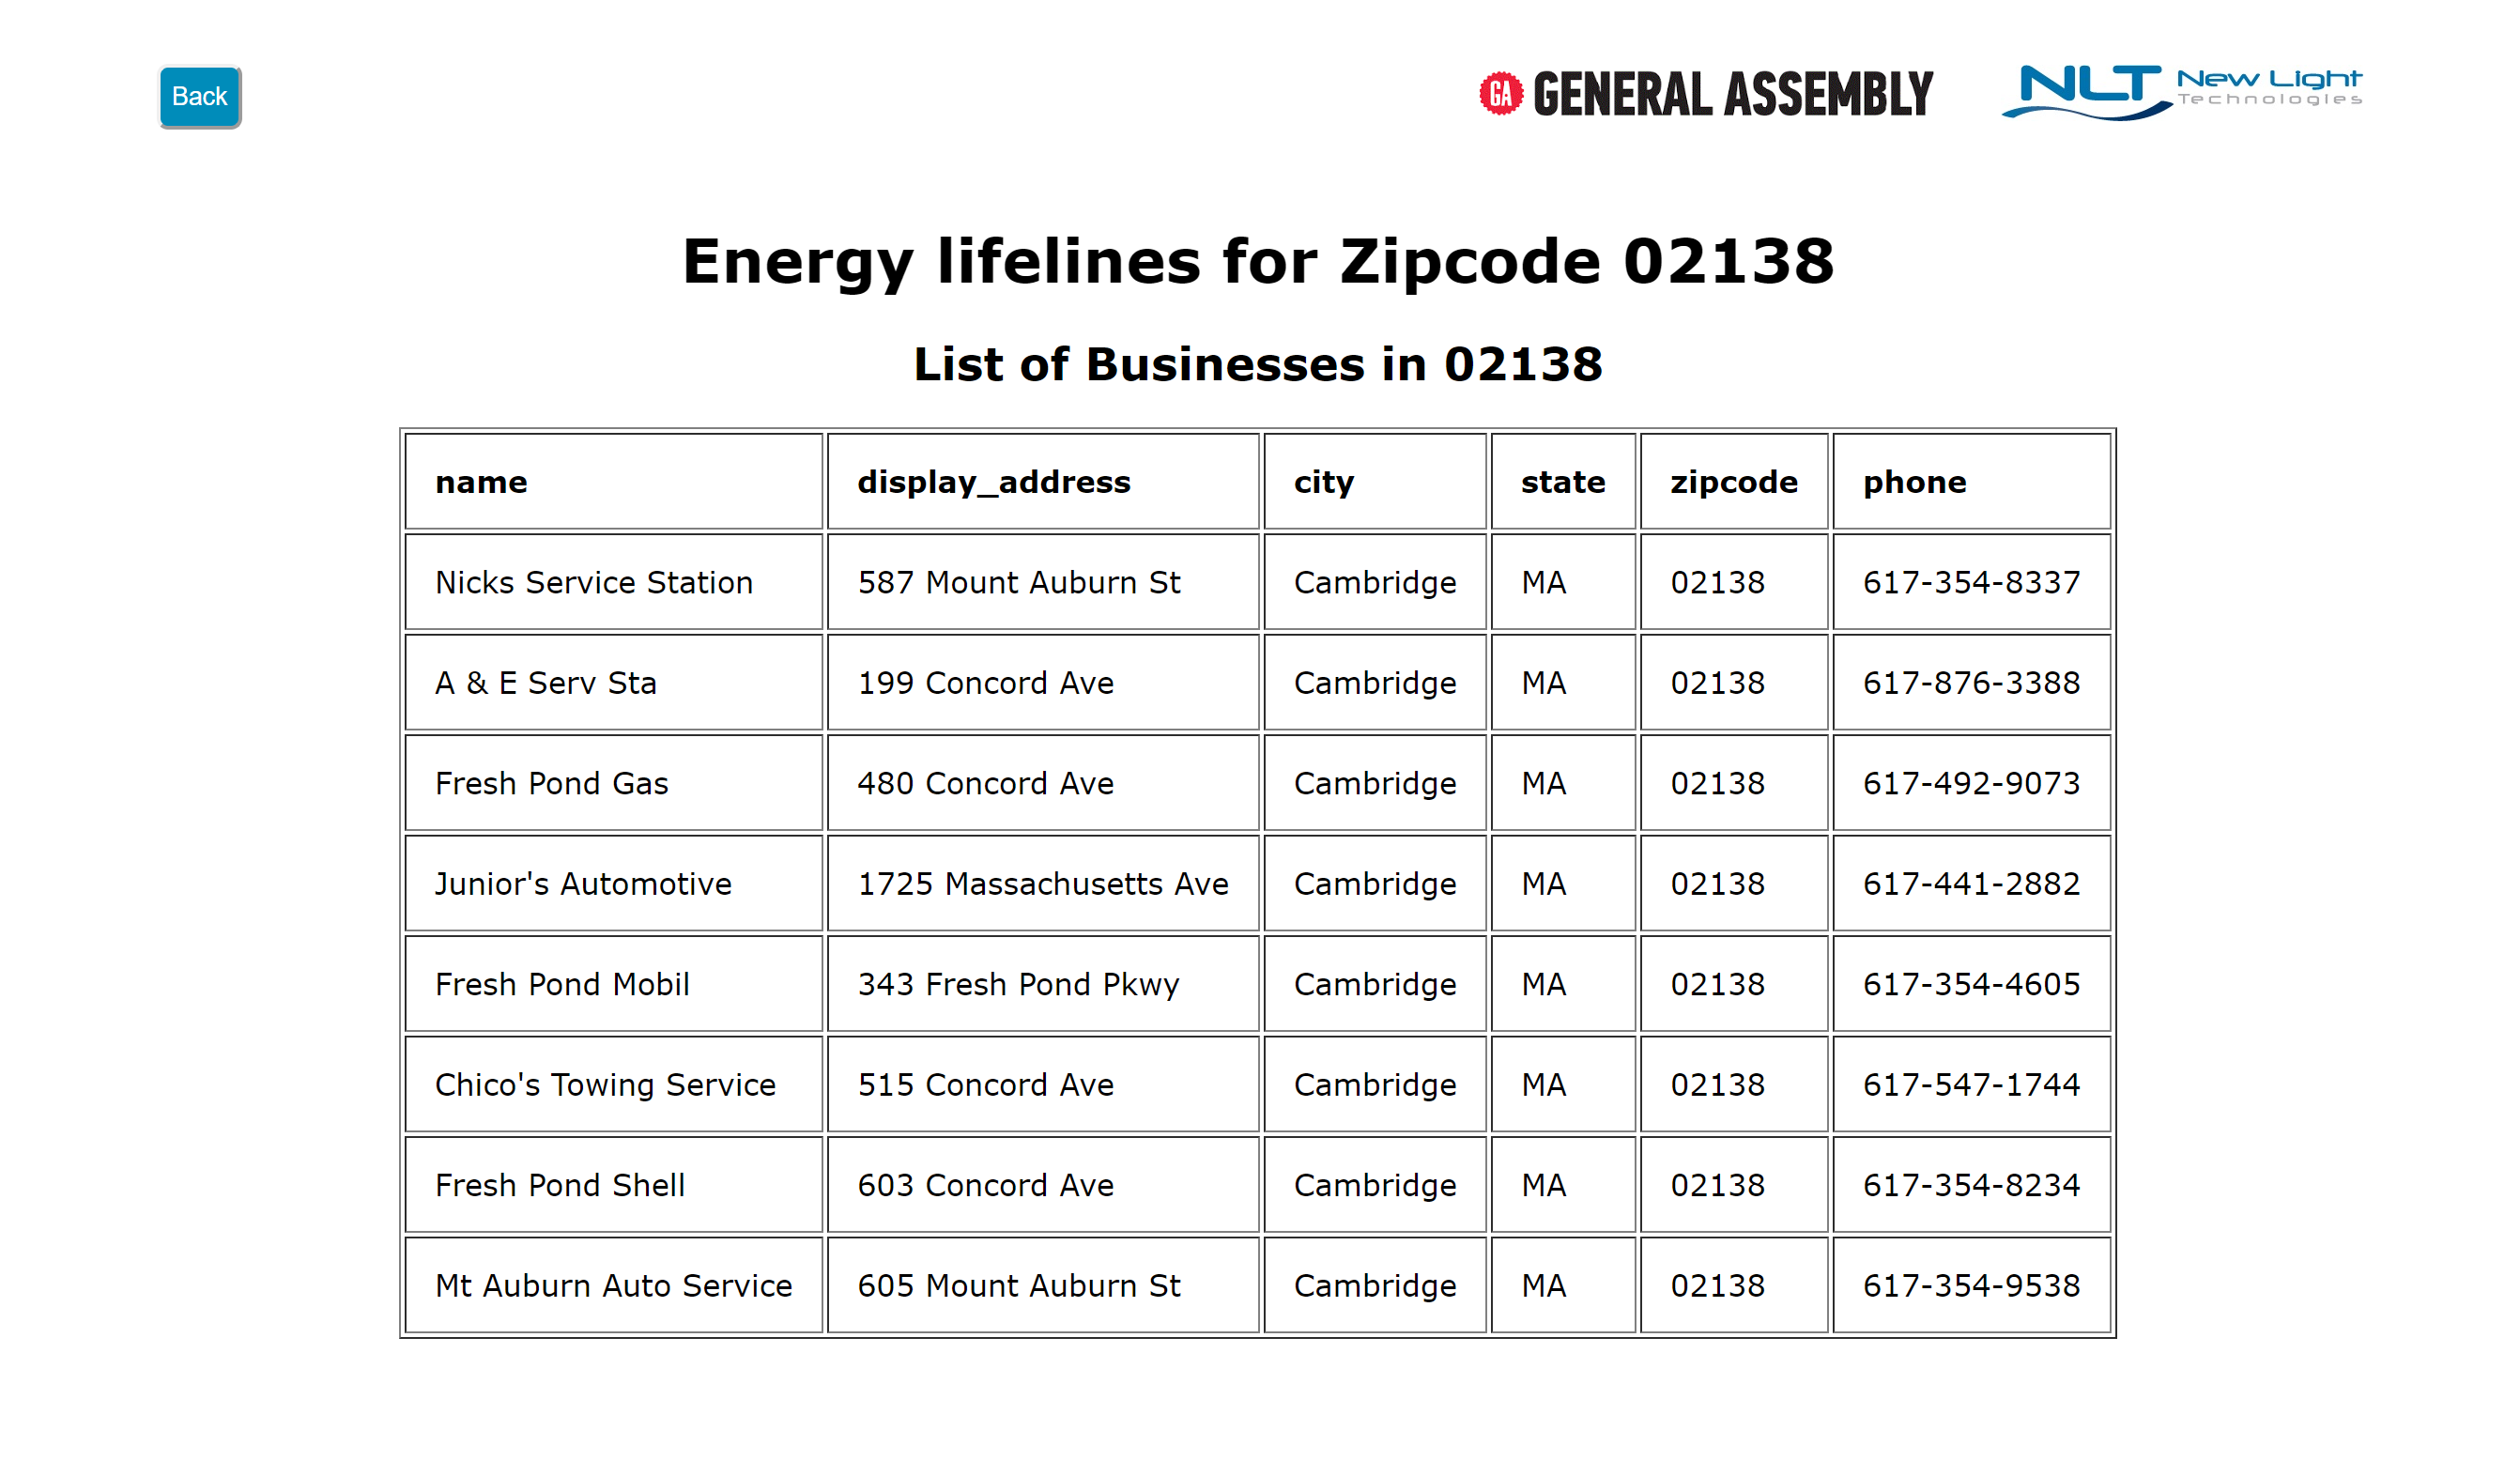 Back
GA GENERAL ASSEMBLY
NLT New Light
Technologies
Energy lifelines for Zipcode 02138
List of Businesses in 02138
name display_address city state zipcode phone
Nicks Service Station 587 Mount Auburn St Cambridge MA 02138 617-354-8337
A & E Serv Sta 199 Concord Ave Cambridge MA 02138 617-876-3388
Fresh Pond Gas 480 Concord Ave Cambridge MA 02138 617-492-9073
Junior's Automotive 1725 Massachusetts Ave Cambridge MA 02138 617-441-2882
Fresh Pond Mobil 343 Fresh Pond Pkwy Cambridge MA 02138 617-354-4605
Chico's Towing Service 515 Concord Ave Cambridge MA 02138 617-547-1744
Fresh Pond Shell 603 Concord Ave Cambridge MA 02138 617-354-8234
Mt Auburn Auto Service 605 Mount Auburn St Cambridge MA 02138 617-354-9538